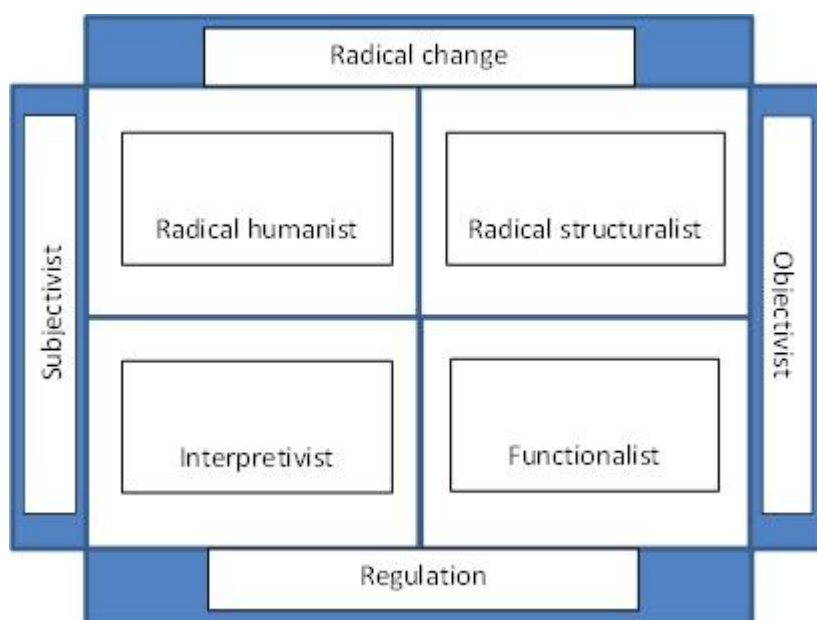 Radical change
Radical humanist
Radical structuralist
Subjectivist
Objectivist
Interpretivist
Functionalist
Regulation